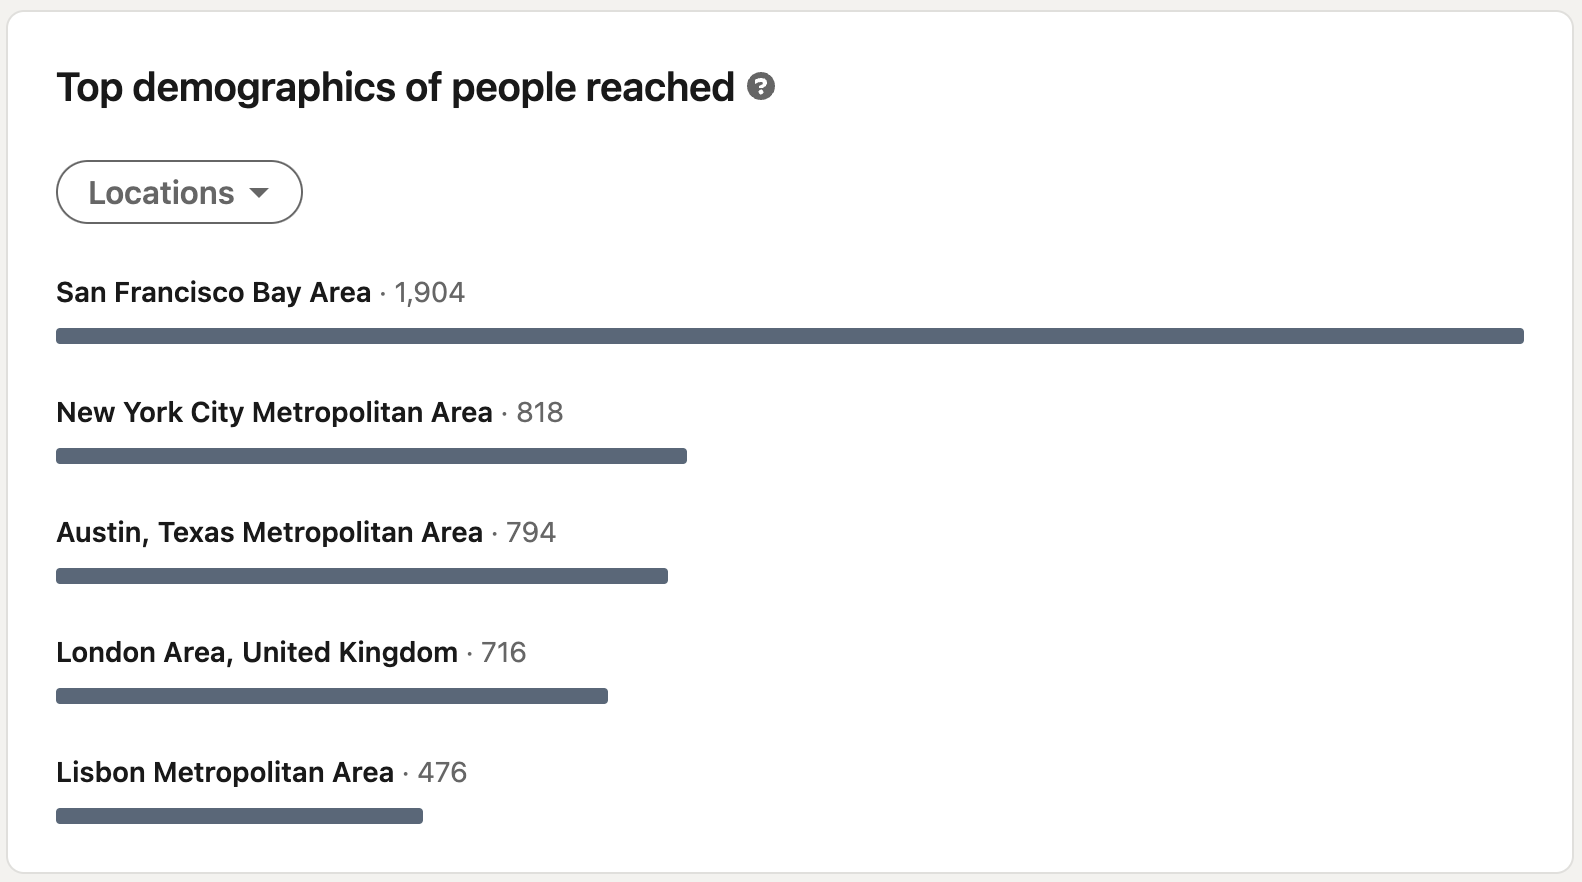 Top demographics of people reached ?
Locations
San Francisco Bay Area · 1,904
New York City Metropolitan Area · 818
Austin, Texas Metropolitan Area · 794
London Area, United Kingdom · 716
Lisbon Metropolitan Area · 476